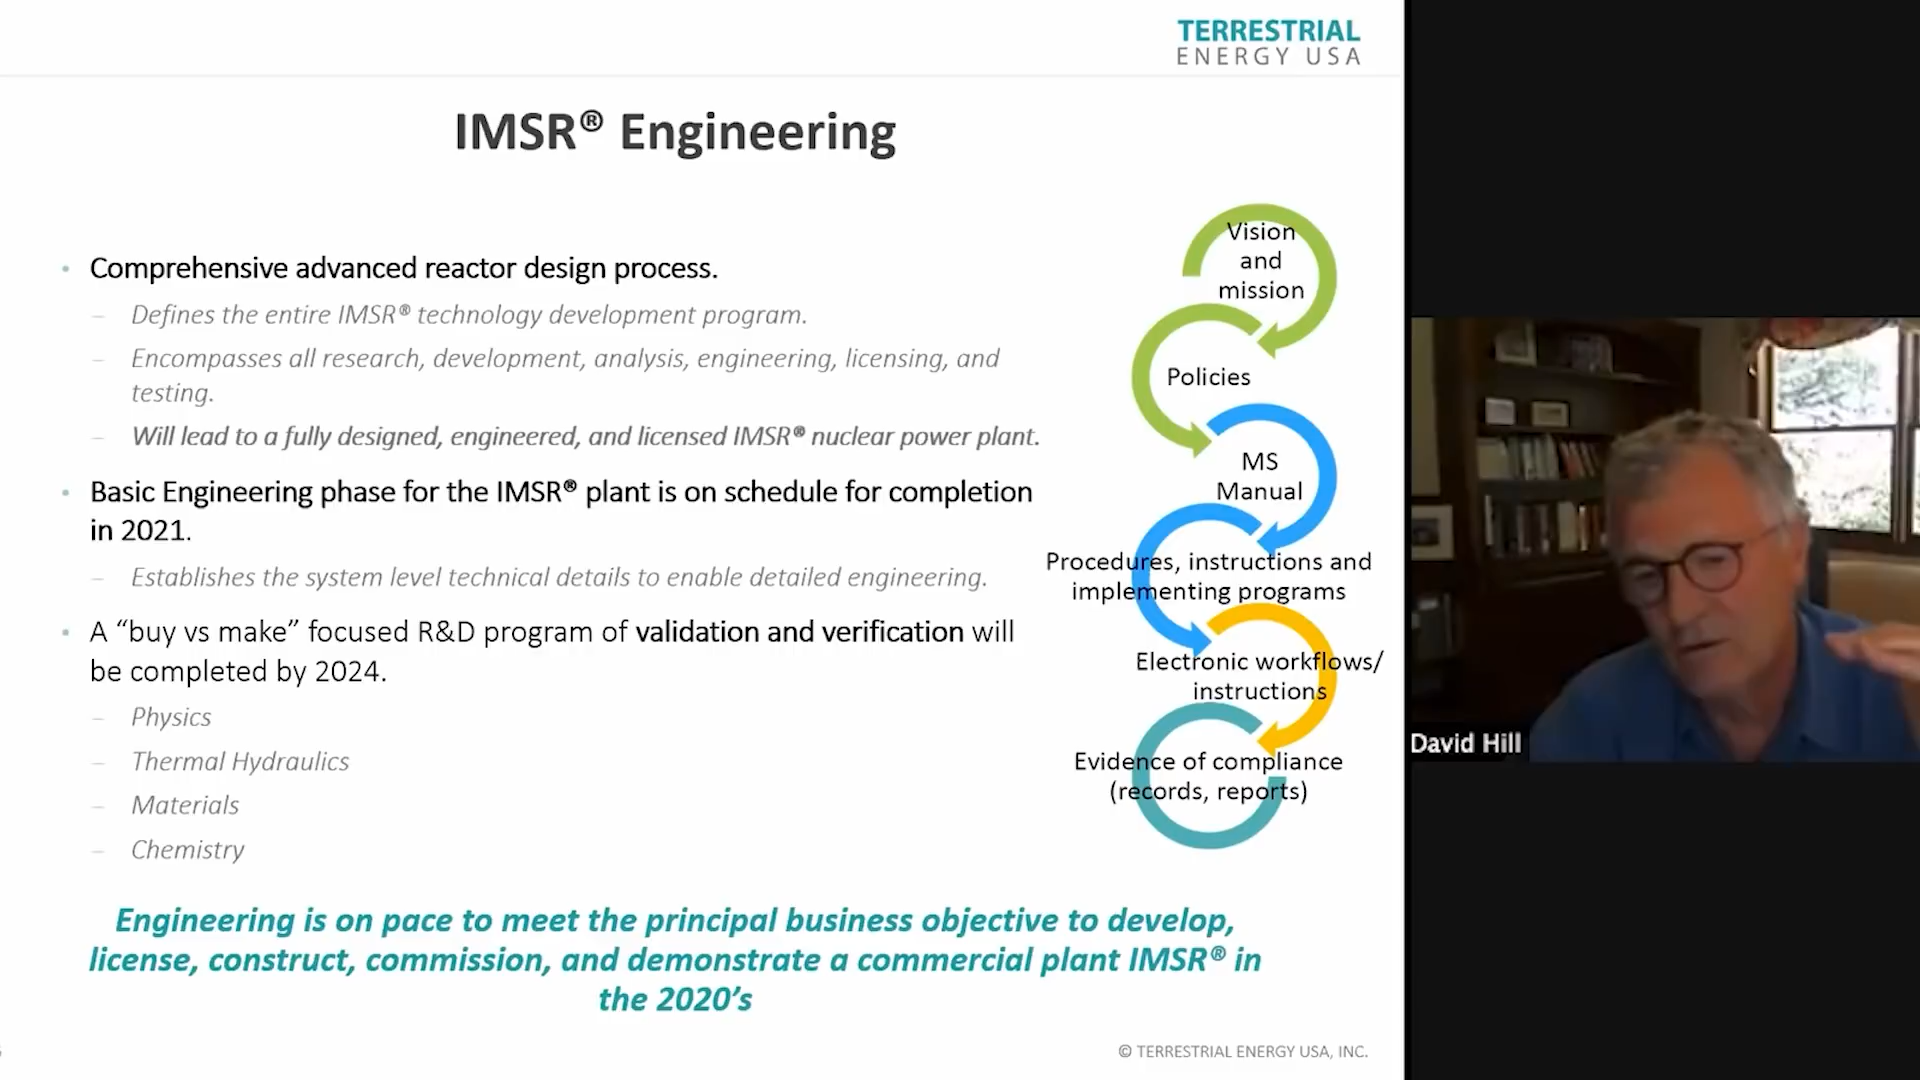 TERRESTRIAL
ENERGY USA
IMSR® Engineering
• Comprehensive advanced reactor design process.
– Defines the entire IMSR® technology development program.
– Encompasses all research, development, analysis, engineering, licensing, and
testing.
– Will lead to a fully designed, engineered, and licensed IMSR® nuclear power plant.
• Basic Engineering phase for the IMSR® plant is on schedule for completion
in 2021.
– Establishes the system level technical details to enable detailed engineering.
• A “buy vs make” focused R&D program of validation and verification will
be completed by 2024.
– Physics
– Thermal Hydraulics
– Materials
– Chemistry
Vision
and
mission
Policies
MS
Manual
Procedures, instructions and
implementing programs
Electronic workflows/
instructions
Evidence of compliance
(records, reports)
Engineering is on pace to meet the principal business objective to develop,
license, construct, commission, and demonstrate a commercial plant IMSR® in
the 2020’s
© TERRESTRIAL ENERGY USA, INC.
David Hill